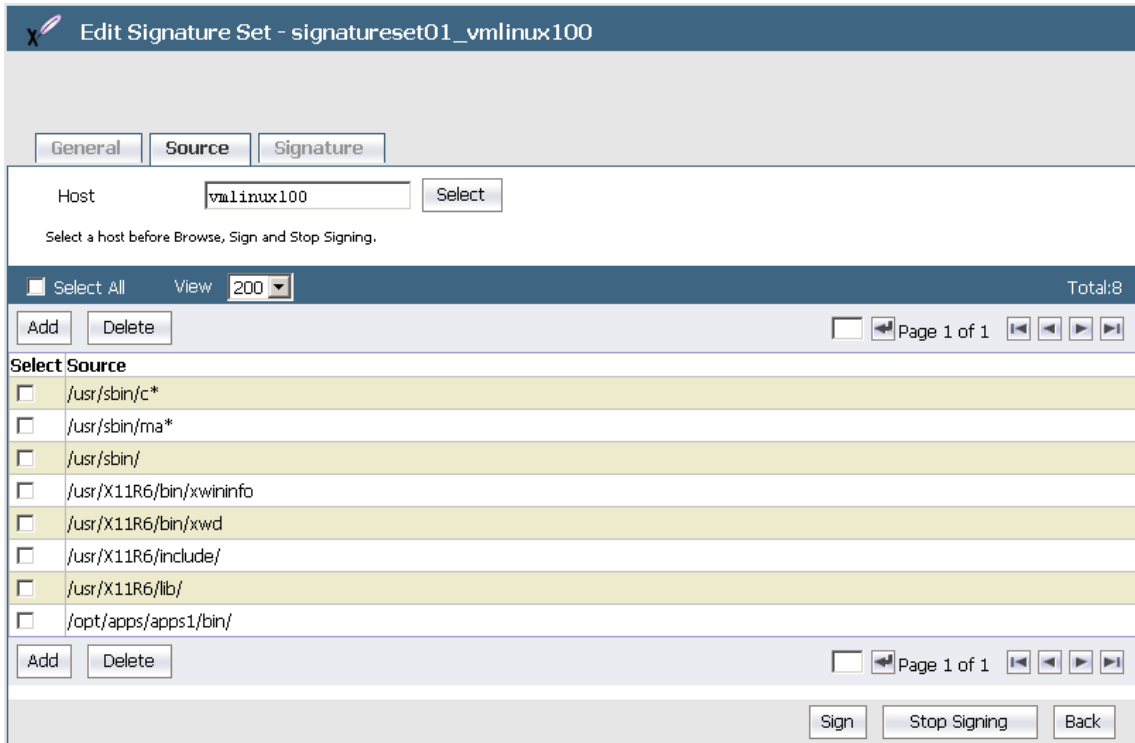 Edit Signature Set - signatureset01_vmlinux100
General Source Signature
Host vmlinux100 Select
Select a host before Browse, Sign and Stop Signing.
Select All View 200 Total:8
Add Delete Page 1 of 1
Select Source
/usr/sbin/c*
/usr/sbin/ma*
/usr/sbin/
/usr/X11R6/bin/xwininfo
/usr/X11R6/bin/xwd
/usr/X11R6/include/
/usr/X11R6/lib/
/opt/apps/apps1/bin/
Add Delete Page 1 of 1
Sign Stop Signing Back